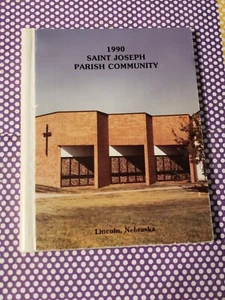 1990
SAINT JOSEPH
PARISH COMMUNITY
Lincoln, Nebraska